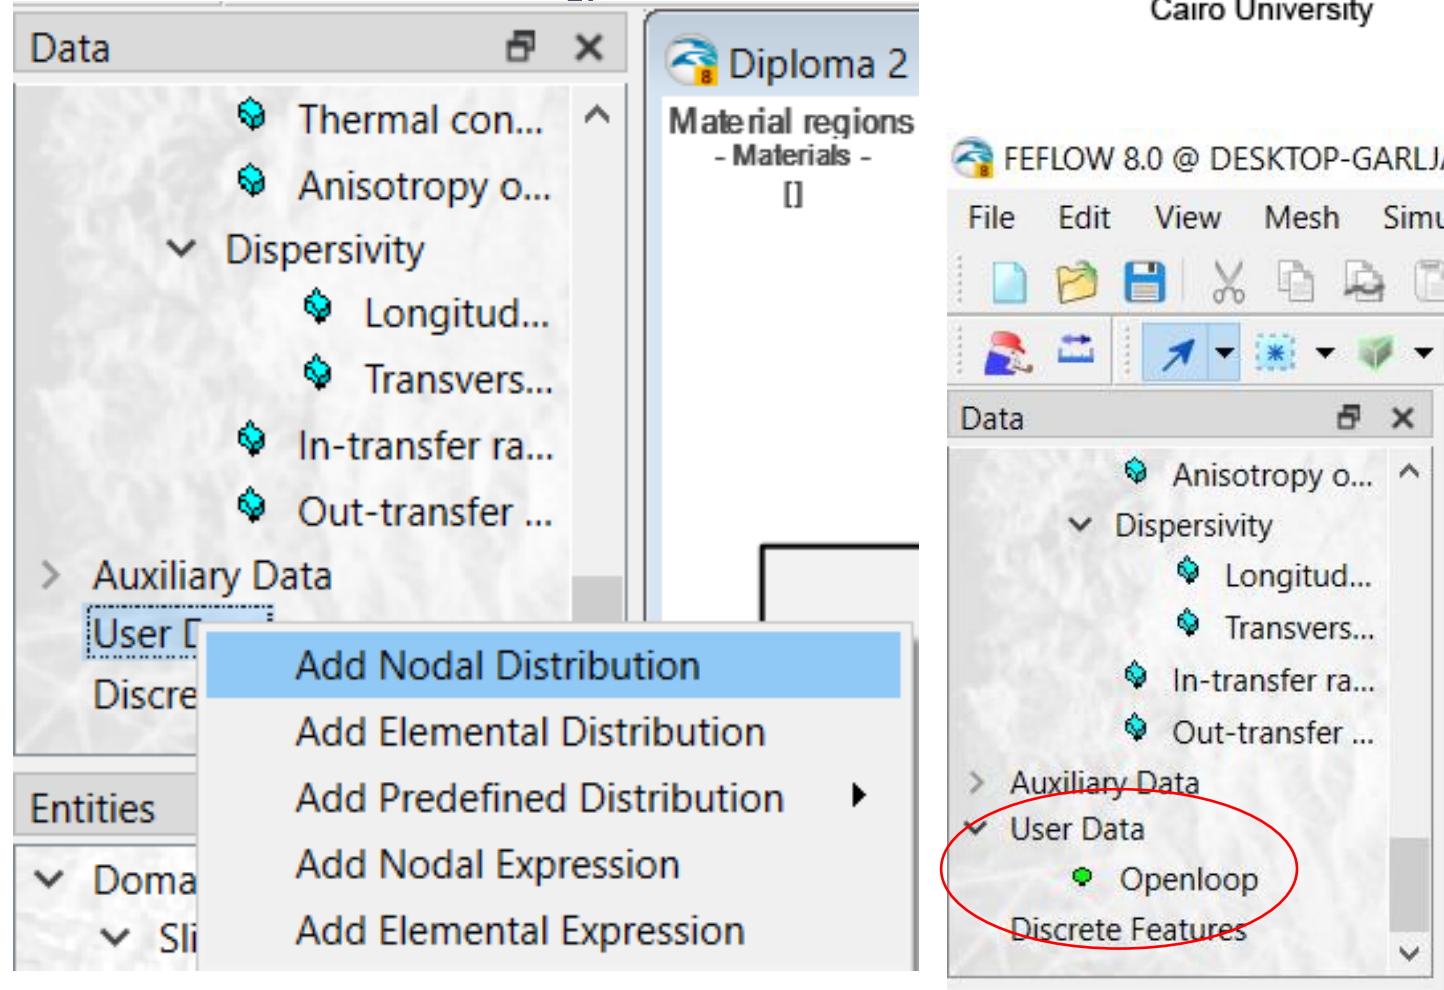 Data
Thermal con...
Anisotropy o...
Dispersivity
Longitud...
Transvers...
In-transfer ra...
Out-transfer ...
Auxiliary Data
User
Add Nodal Distribution
Add Elemental Distribution
Add Predefined Distribution
Add Nodal Expression
Add Elemental Expression
Entities
Diploma 2
Material regions
- Materials -
[]
Cairo University
FEFLOW 8.0 @ DESKTOP-GARLJ
File Edit View Mesh Simu
Data
Anisotropy o...
Dispersivity
Longitud...
Transvers...
In-transfer ra...
Out-transfer ...
Auxiliary Data
User Data
Openloop
Discrete Features